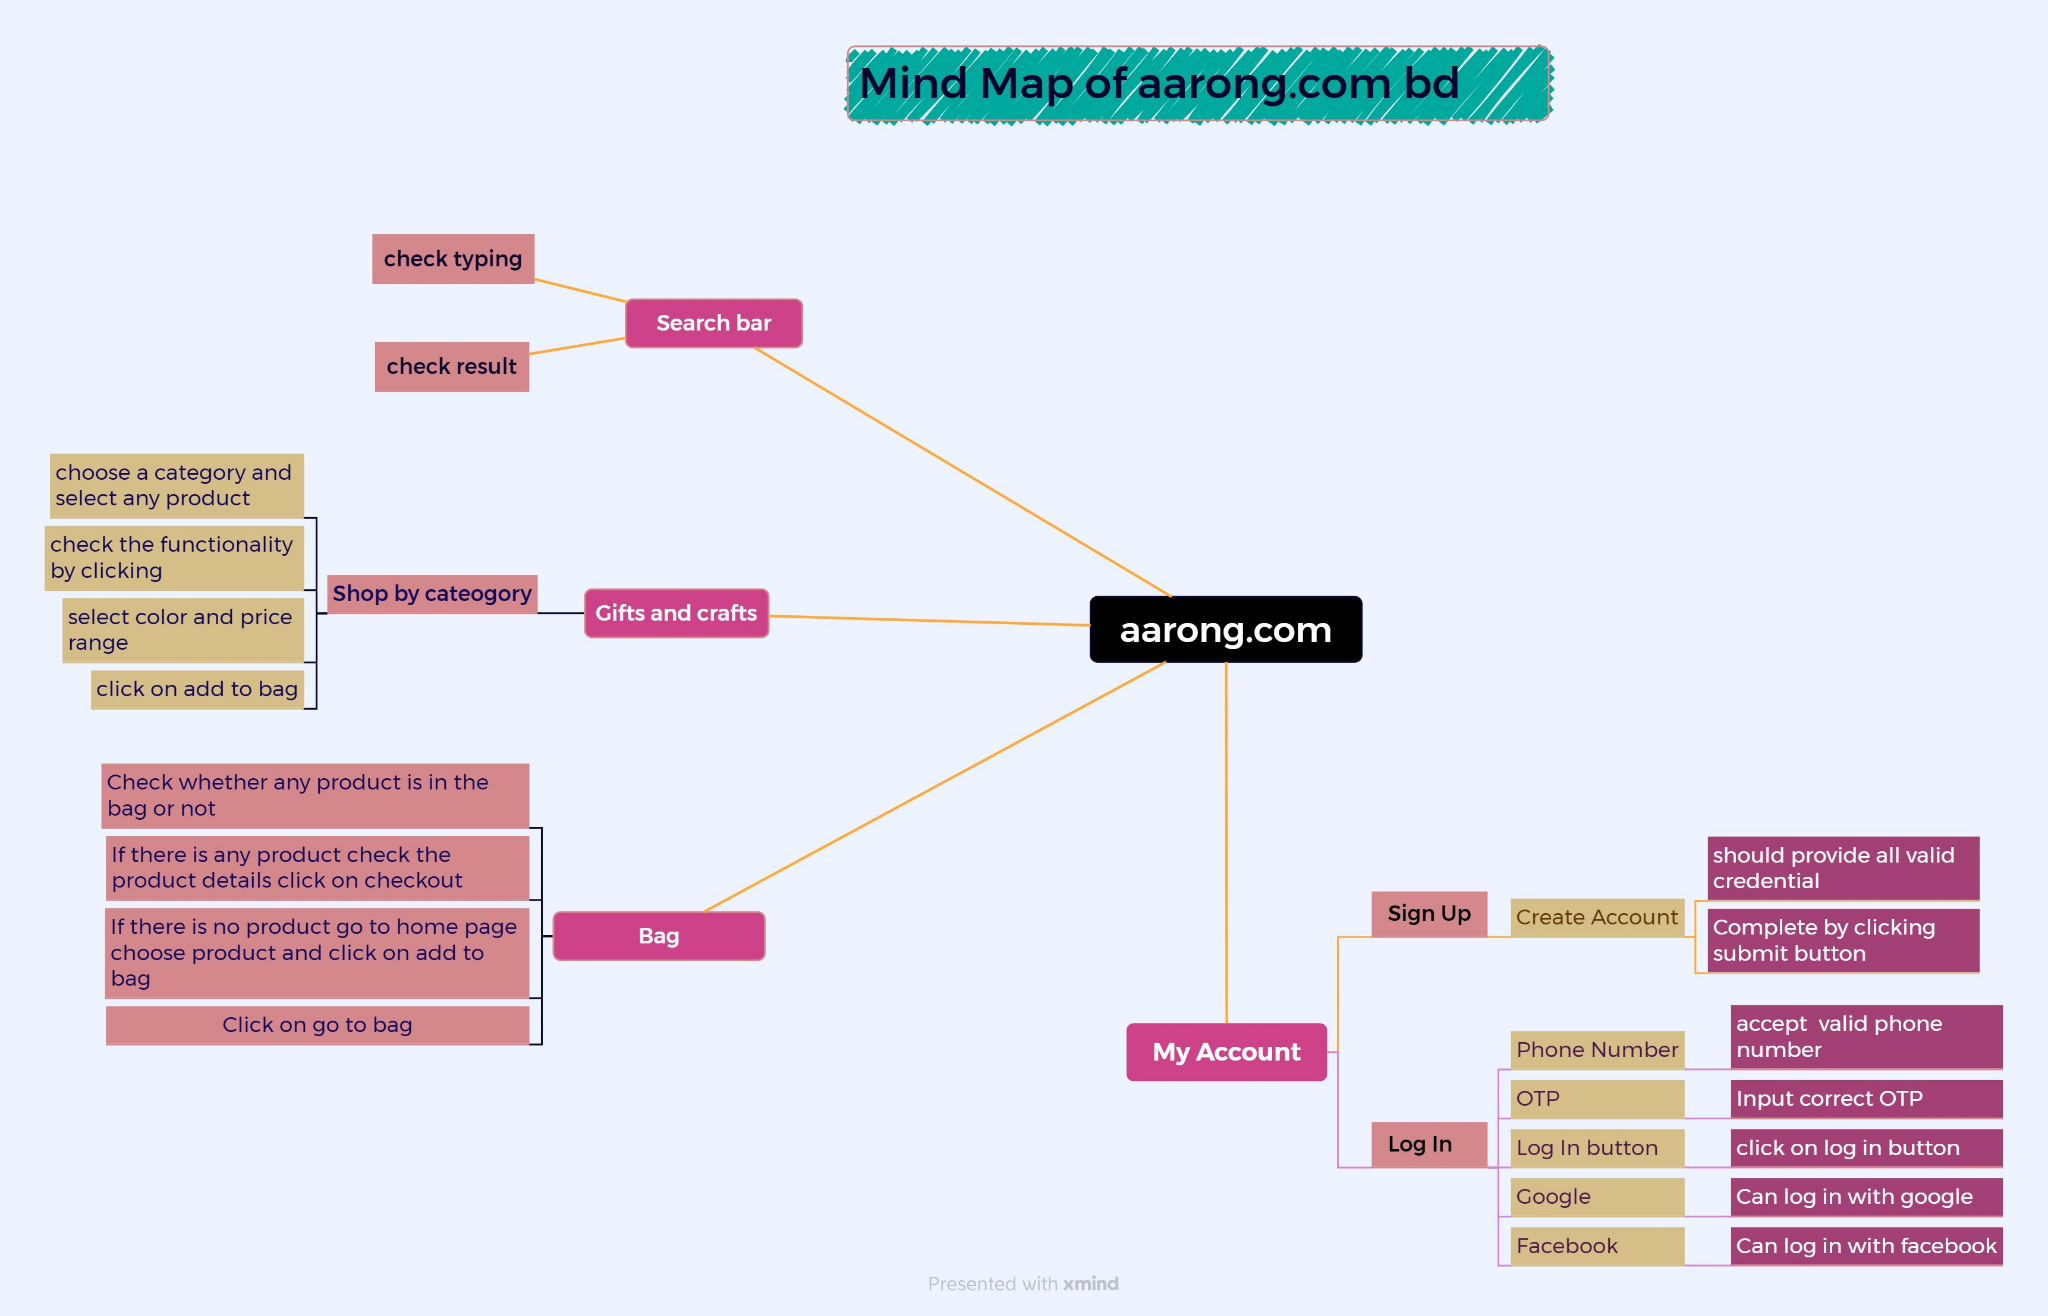 Mind Map of aarong.com bd
check typing
Search bar
check result
choose a category and
select any product
check the functionality
by clicking
select color and price
range
click on add to bag
Shop by cateogory
Gifts and crafts
aarong.com
Check whether any product is in the
bag or not
If there is any product check the
product details click on checkout
If there is no product go to home page
choose product and click on add to
bag
Click on go to bag
Bag
My Account
Sign Up
Create Account
should provide all valid
credential
Complete by clicking
submit button
Log In
Phone Number
accept  valid phone
number
OTP
Input correct OTP
Log In button
click on log in button
Google
Can log in with google
Facebook
Can log in with facebook
Presented with xmind